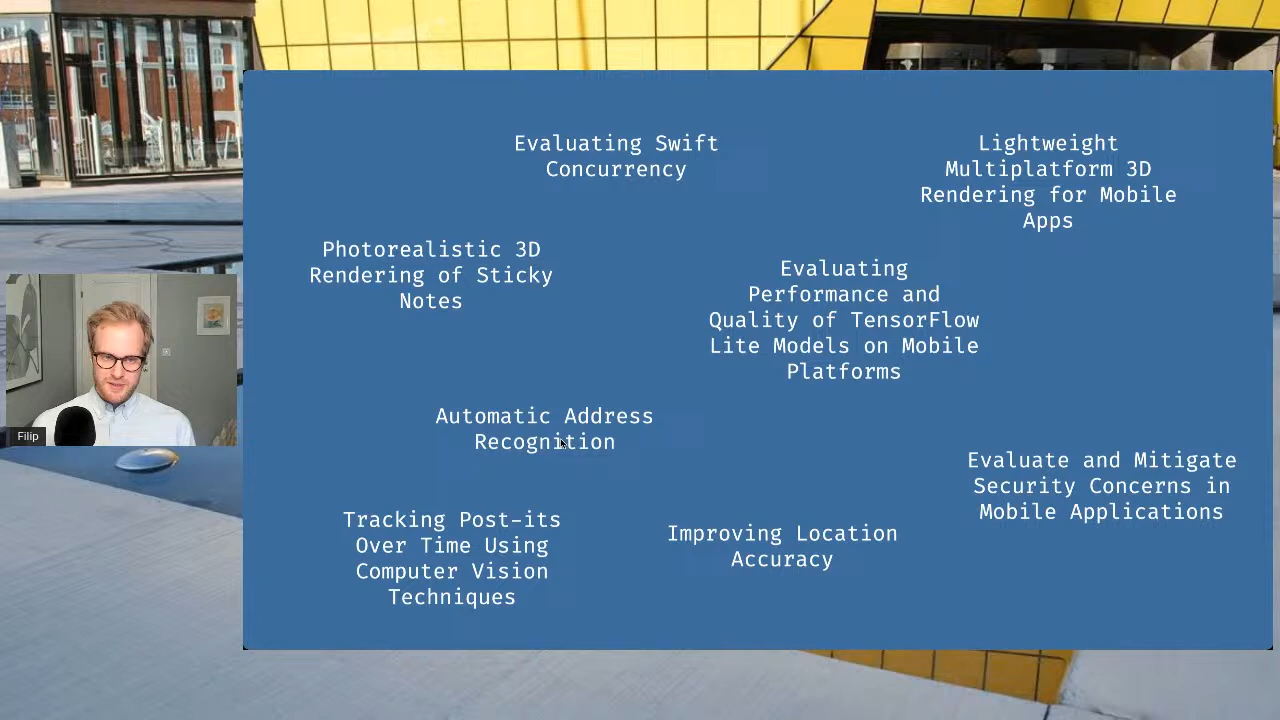 Evaluating Swift
Concurrency
Lightweight
Multiplatform 3D
Rendering for Mobile
Apps
Photorealistic 3D
Rendering of Sticky
Notes
Evaluating
Performance and
Quality of TensorFlow
Lite Models on Mobile
Platforms
Automatic Address
Recognition
Evaluate and Mitigate
Security Concerns in
Mobile Applications
Tracking Post-its
Over Time Using
Computer Vision
Techniques
Improving Location
Accuracy
Filip